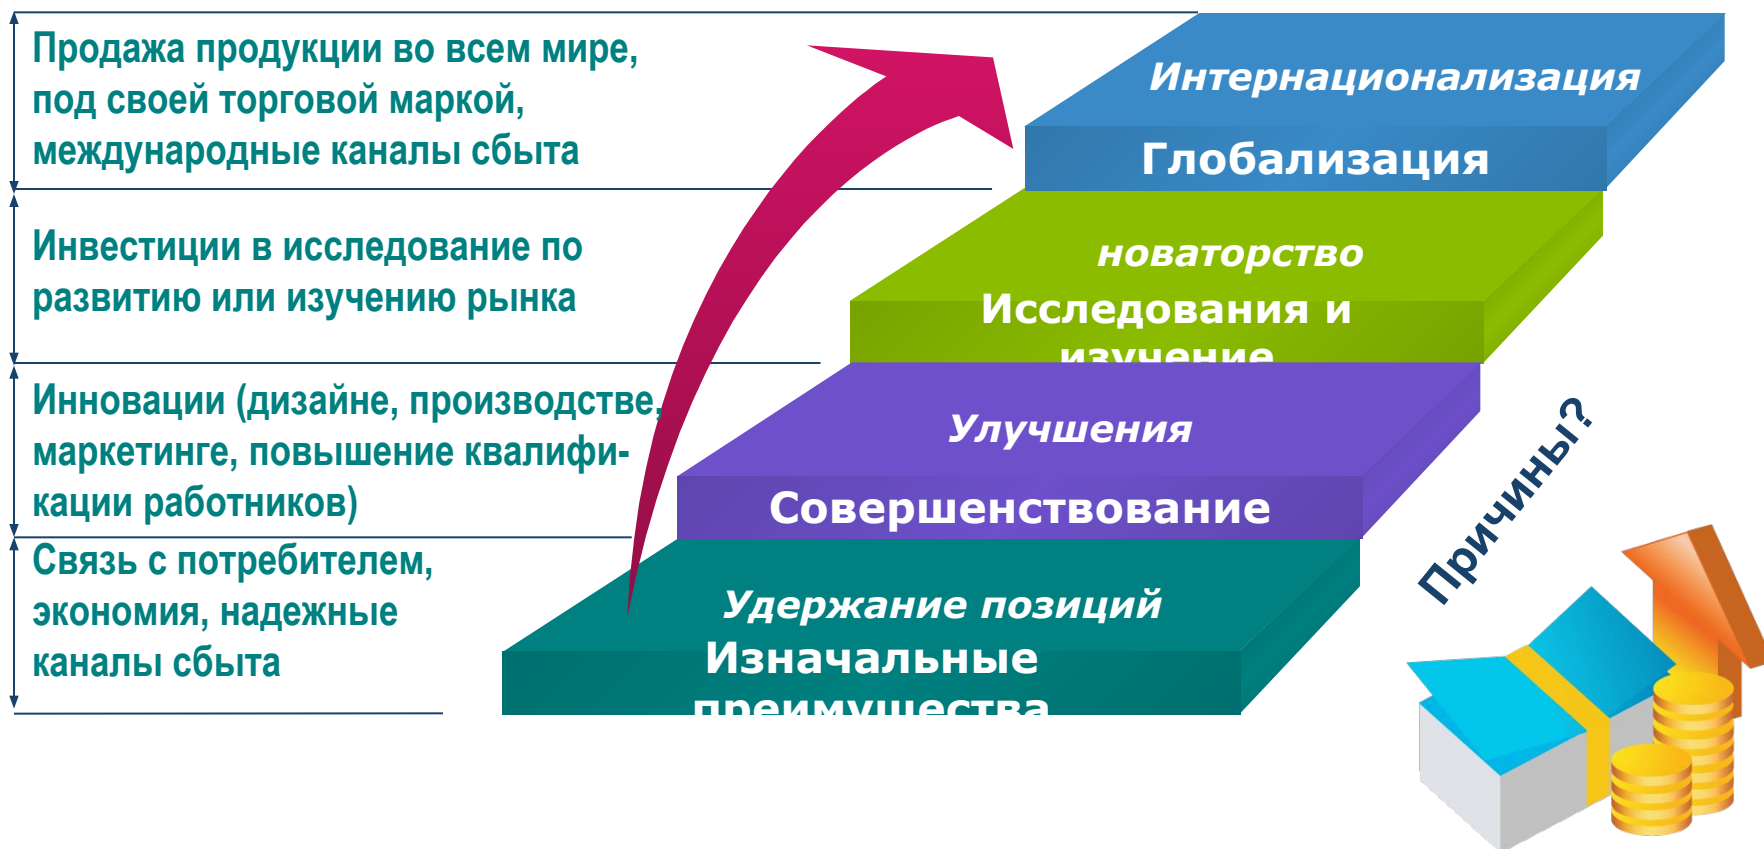 Продажа продукции во всем мире,
под своей торговой маркой,
международные каналы сбыта
Интернационализация
Глобализация
Инвестиции в исследование по
развитию или изучению рынка
новаторство
Исследования и
изучение
Инновации (дизайне, производстве,
маркетинге, повышение квалифи-
кации работников)
Улучшения
Совершенствование
Связь с потребителем,
экономия, надежные
каналы сбыта
Удержание позиций
Изначальные
преимущества
Причины?